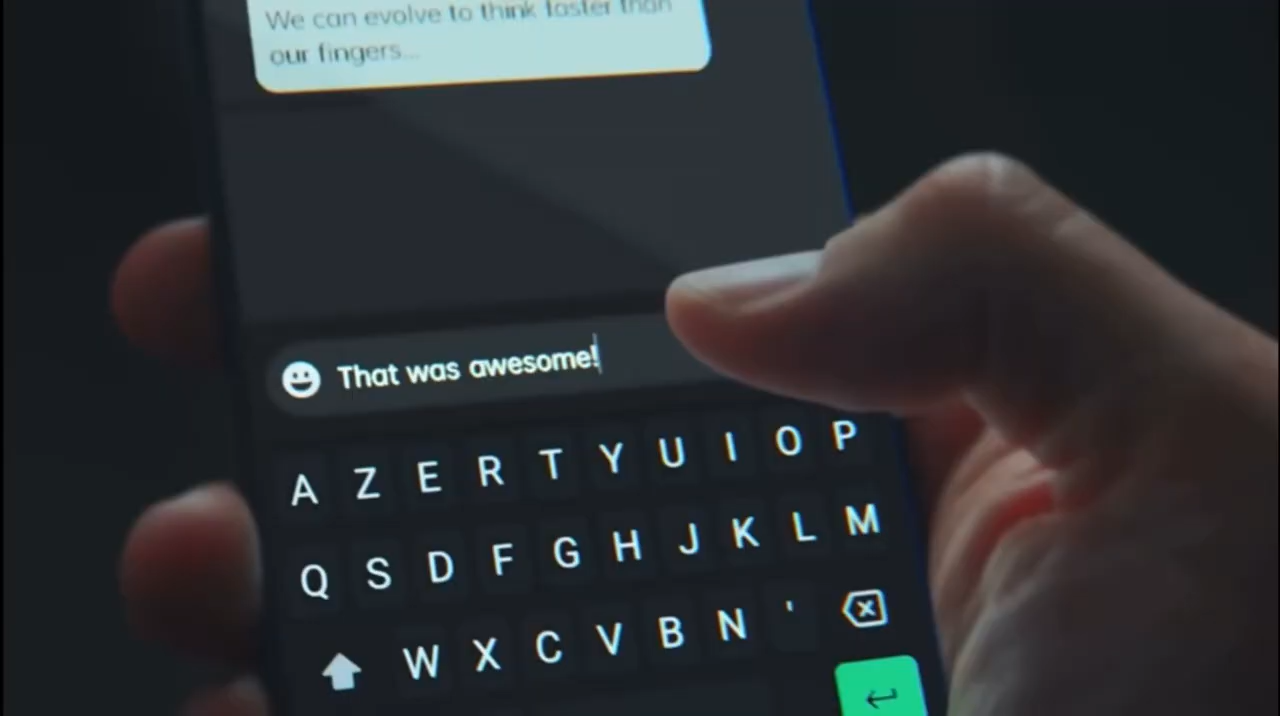 We can evolve to think faster than
our fingers...
That was awesome!
A Z E R T Y U I O P
Q S D F G H J K L M
W X C V B N '